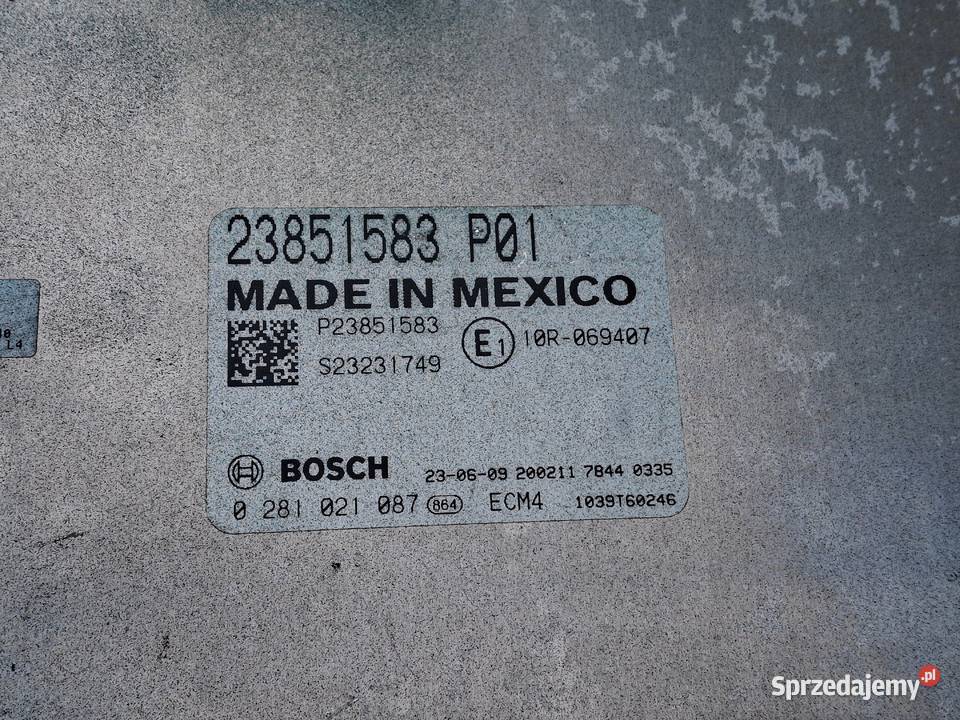 23851583 P01
MADE IN MEXICO
P23851583
E1 10R-069407
S23231749
BOSCH 23-06-09 200211 7844 0335
0 281 021 087 864 ECM4 1039T60246
L4
Sprzedajemy.pl